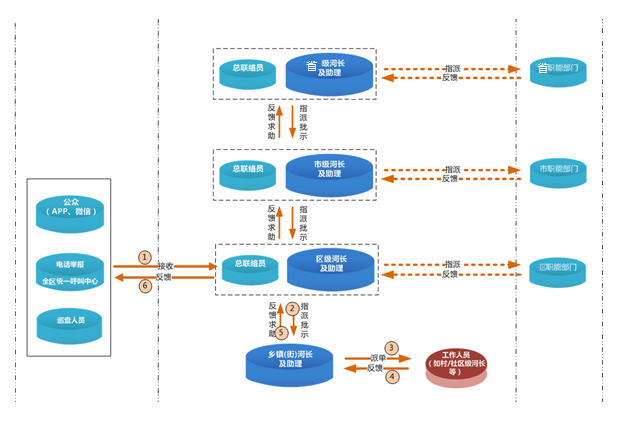 总联组员
省 级河长
及助理
指派
反馈
省职能部门
反馈求助
指派批示
总联组员
市级河长
及助理
指派
反馈
市职能部门
反馈求助
指派批示
公众
（APP、微信）
电话举报
全区统一呼叫中心
巡查人员
1
接收
反馈
6
总联组员
区级河长
及助理
指派
反馈
区职能部门
反馈求助
5
2
指派批示
乡镇(街)河长
及助理
3
派单
反馈
4
工作人员
（如村/社区级河长
等）